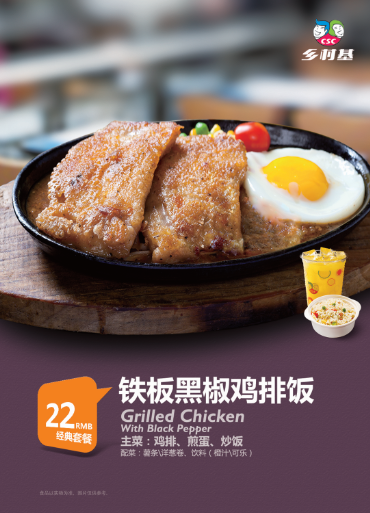 CSC
乡村基
22RMB
经典套餐
铁板黑椒鸡排饭
Grilled Chicken
With Black Pepper
主菜：鸡排、煎蛋、炒饭
配菜：薯条\洋葱卷、饮料（橙汁\可乐）